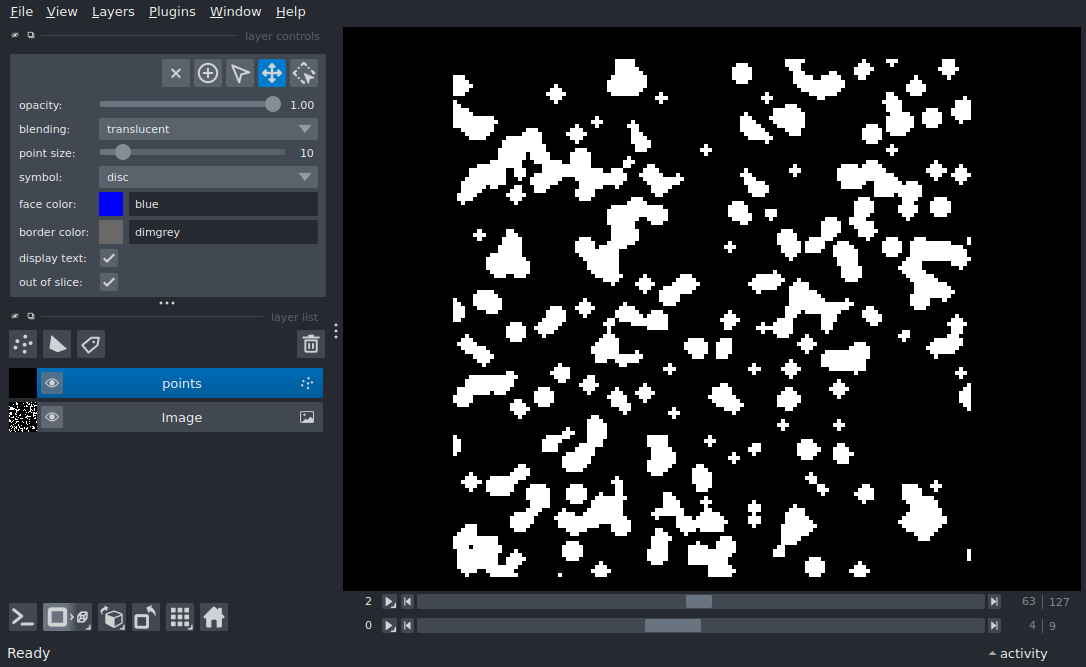 File View Layers Plugins Window Help
layer controls
opacity: 1.00
blending: translucent
point size: 10
symbol: disc
face color: blue
border color: dimgrey
display text:
out of slice:
layer list
points
Image
2 63 | 127
0 4 | 9
Ready activity